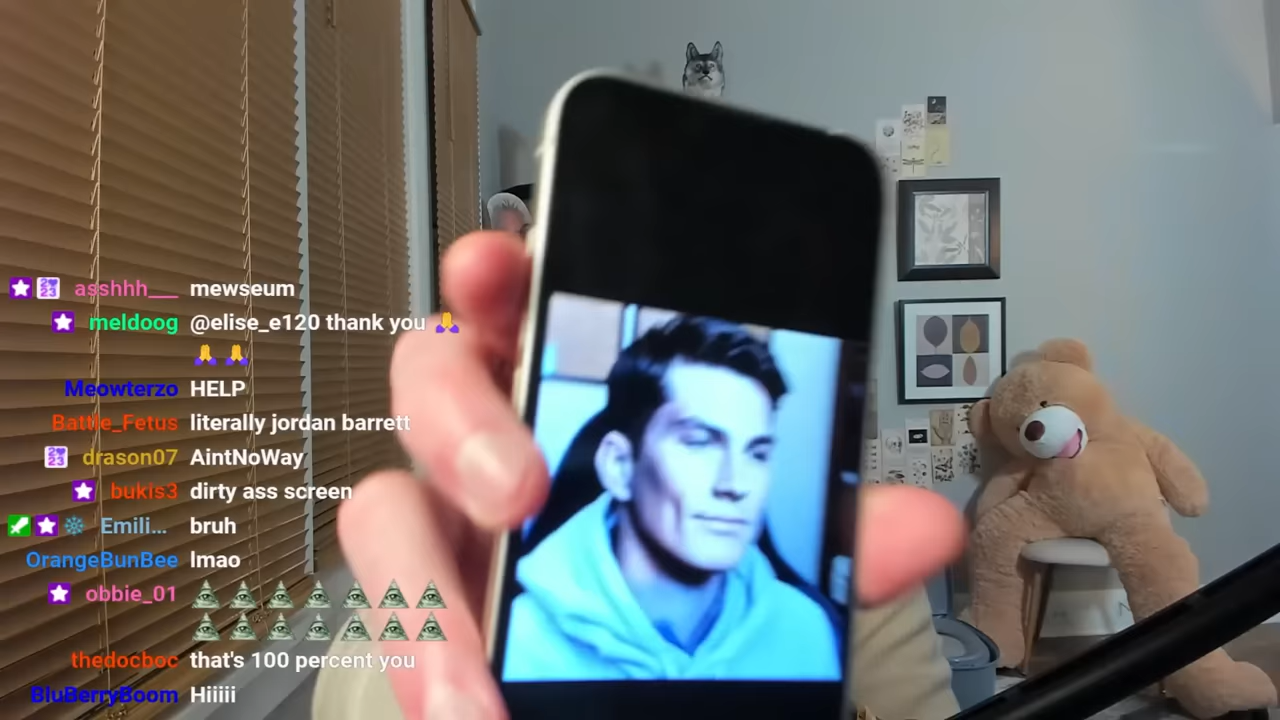 asshhh___ mewseum
meldoog @elise_e120 thank you
Meowterzo HELP
Battle_Fetus literally jordan barrett
drason07 AintNoWay
bukis3 dirty ass screen
Emili... bruh
OrangeBunBee lmao
obbie_01
thedocboc that's 100 percent you
BluBerryBoom Hiiiii